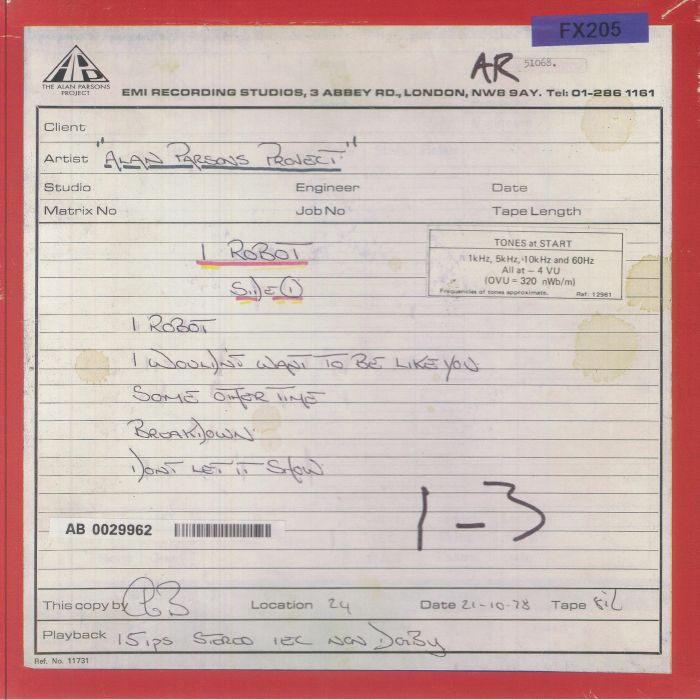 FX205
AR 51068.
THE ALAN PARSONS
PROJECT
EMI RECORDING STUDIOS, 3 ABBEY RD., LONDON, NW8 9AY. Tel: 01-286 1161
Client
Artist "ALAN PARSONS PROJECT"
Studio Engineer Date
Matrix No Job No Tape Length
I ROBOT
SIDE 1
TONES at START
1kHz, 5kHz, 10kHz and 60Hz
All at - 4 VU
(OVU = 320 nWb/m)
Frequencies of tones approximate. Ref: 12961
I ROBOT
I WOULDN'T WANT TO BE LIKE YOU
SOME OTHER TIME
BREAKDOWN
DONT LET IT SHOW
1-3
AB 0029962
This copy by Location 24 Date 21-10-78 Tape
Playback 15ips STEREO IEC NON DOLBY
Ref. No. 11731